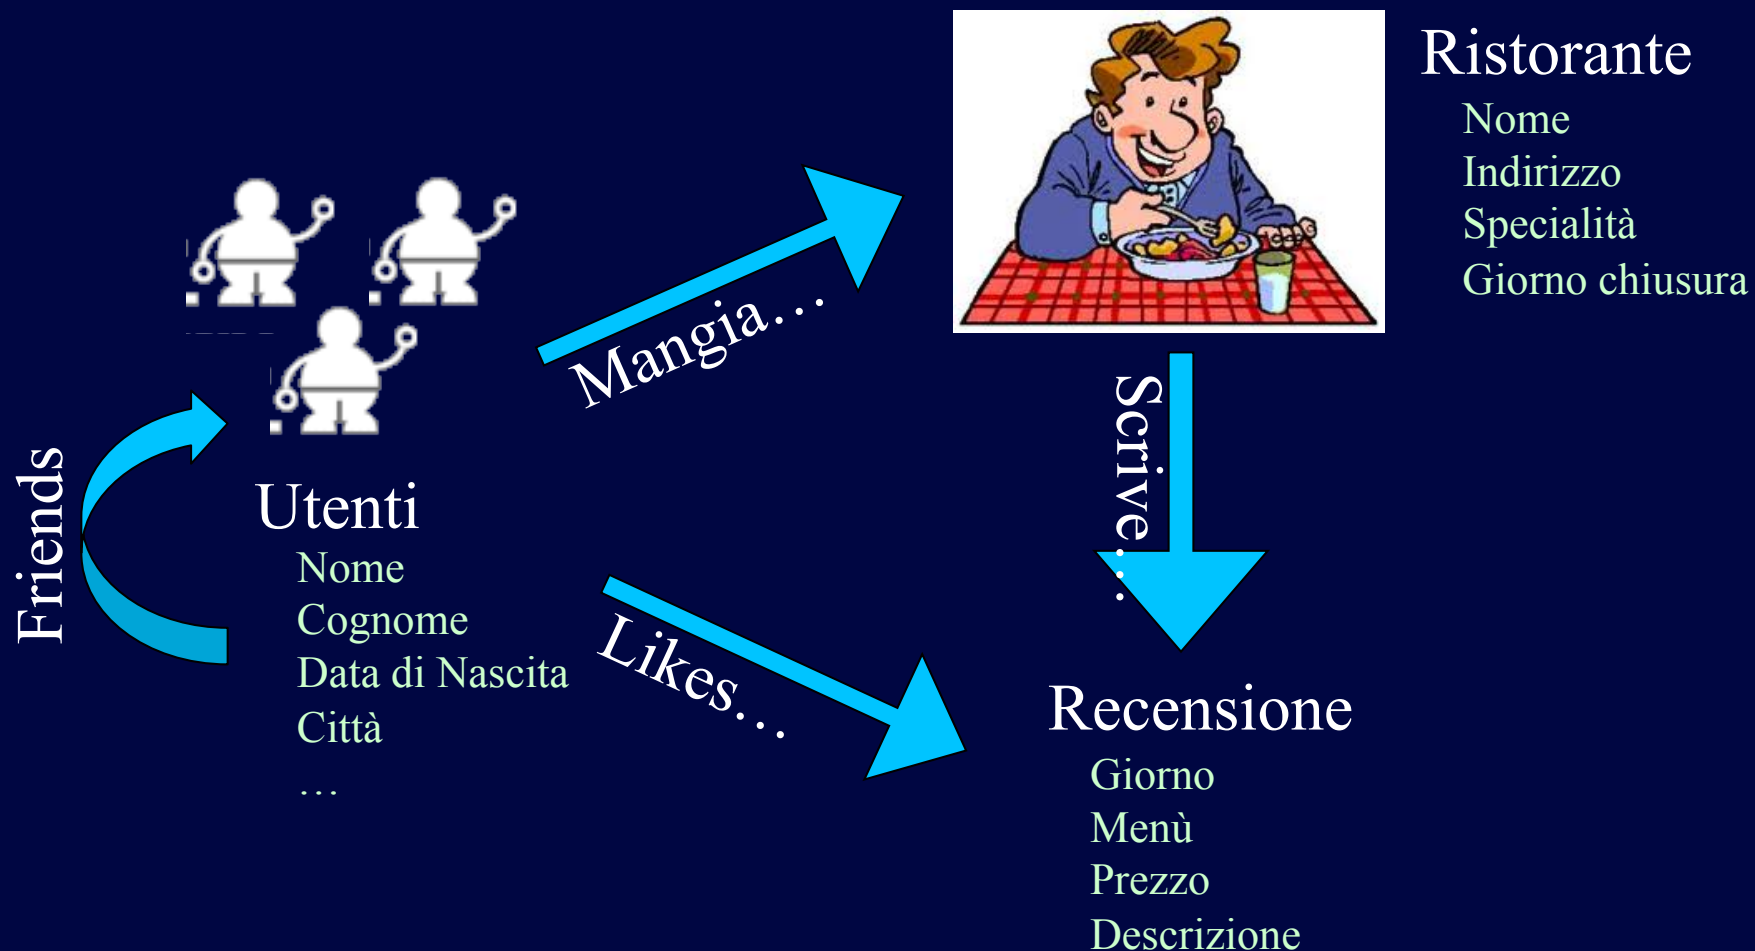 Ristorante
Nome
Indirizzo
Specialità
Giorno chiusura
Mangia…
Scrive…
Friends
Utenti
Nome
Cognome
Data di Nascita
Città
…
Likes…
Recensione
Giorno
Menù
Prezzo
Descrizione